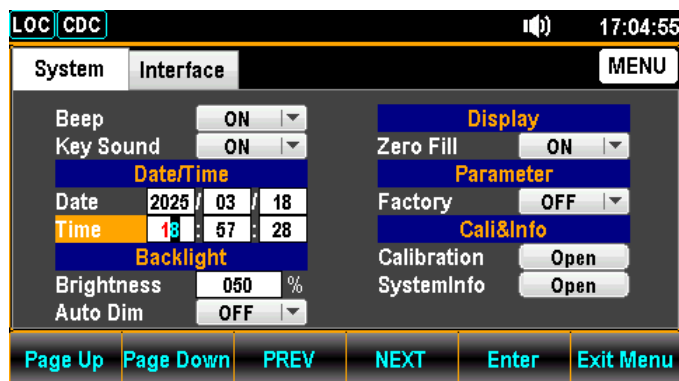 LOC CDC 17:04:55
System Interface MENU
Beep ON
Key Sound ON
Date/Time
Date 2025 / 03 / 18
Time 18 : 57 : 28
Backlight
Brightness 050 %
Auto Dim OFF
Display
Zero Fill ON
Parameter
Factory OFF
Cali&Info
Calibration Open
SystemInfo Open
Page Up Page Down PREV NEXT Enter Exit Menu